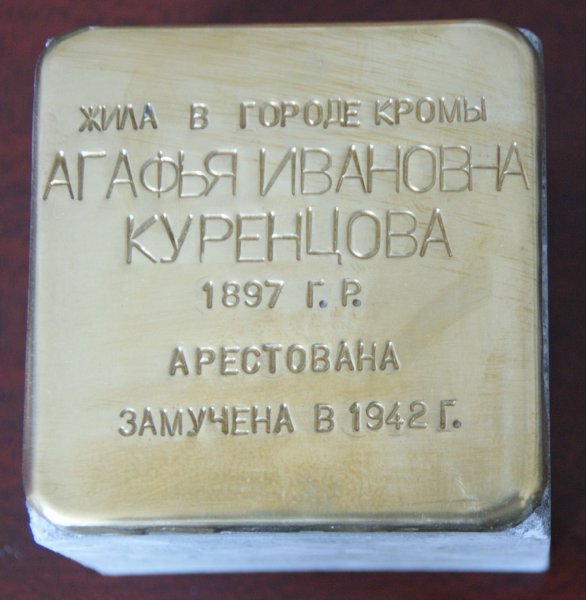 ЖИЛА В ГОРОДЕ КРОМЫ
АГАФЬЯ ИВАНОВНА
КУРЕНЦОВА
1897 Г. Р.
АРЕСТОВАНА
ЗАМУЧЕНА В 1942 Г.